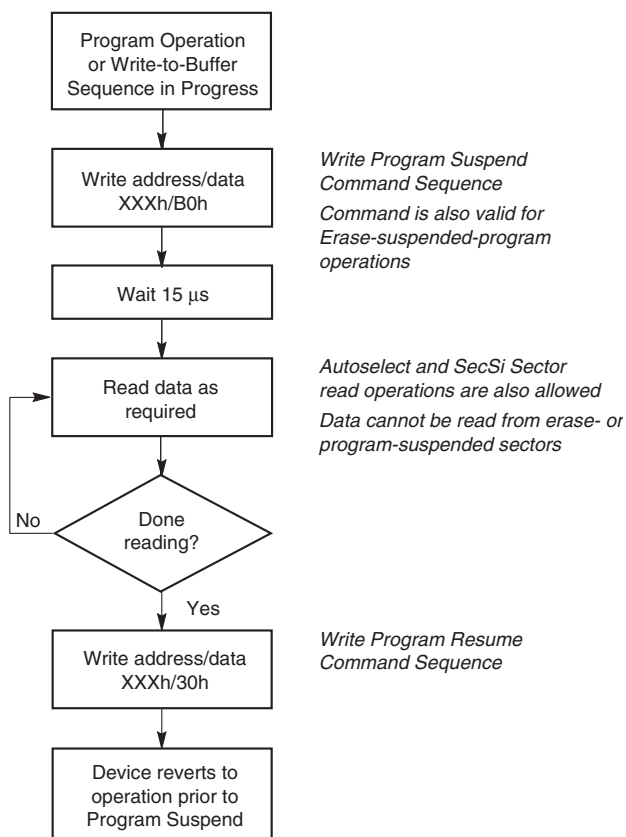 Program Operation
or Write-to-Buffer
Sequence in Progress
Write address/data
XXXh/B0h
Write Program Suspend
Command Sequence
Command is also valid for
Erase-suspended-program
operations
Wait 15 μs
Read data as
required
Autoselect and SecSi Sector
read operations are also allowed
Data cannot be read from erase- or
program-suspended sectors
No
Done
reading?
Yes
Write address/data
XXXh/30h
Write Program Resume
Command Sequence
Device reverts to
operation prior to
Program Suspend